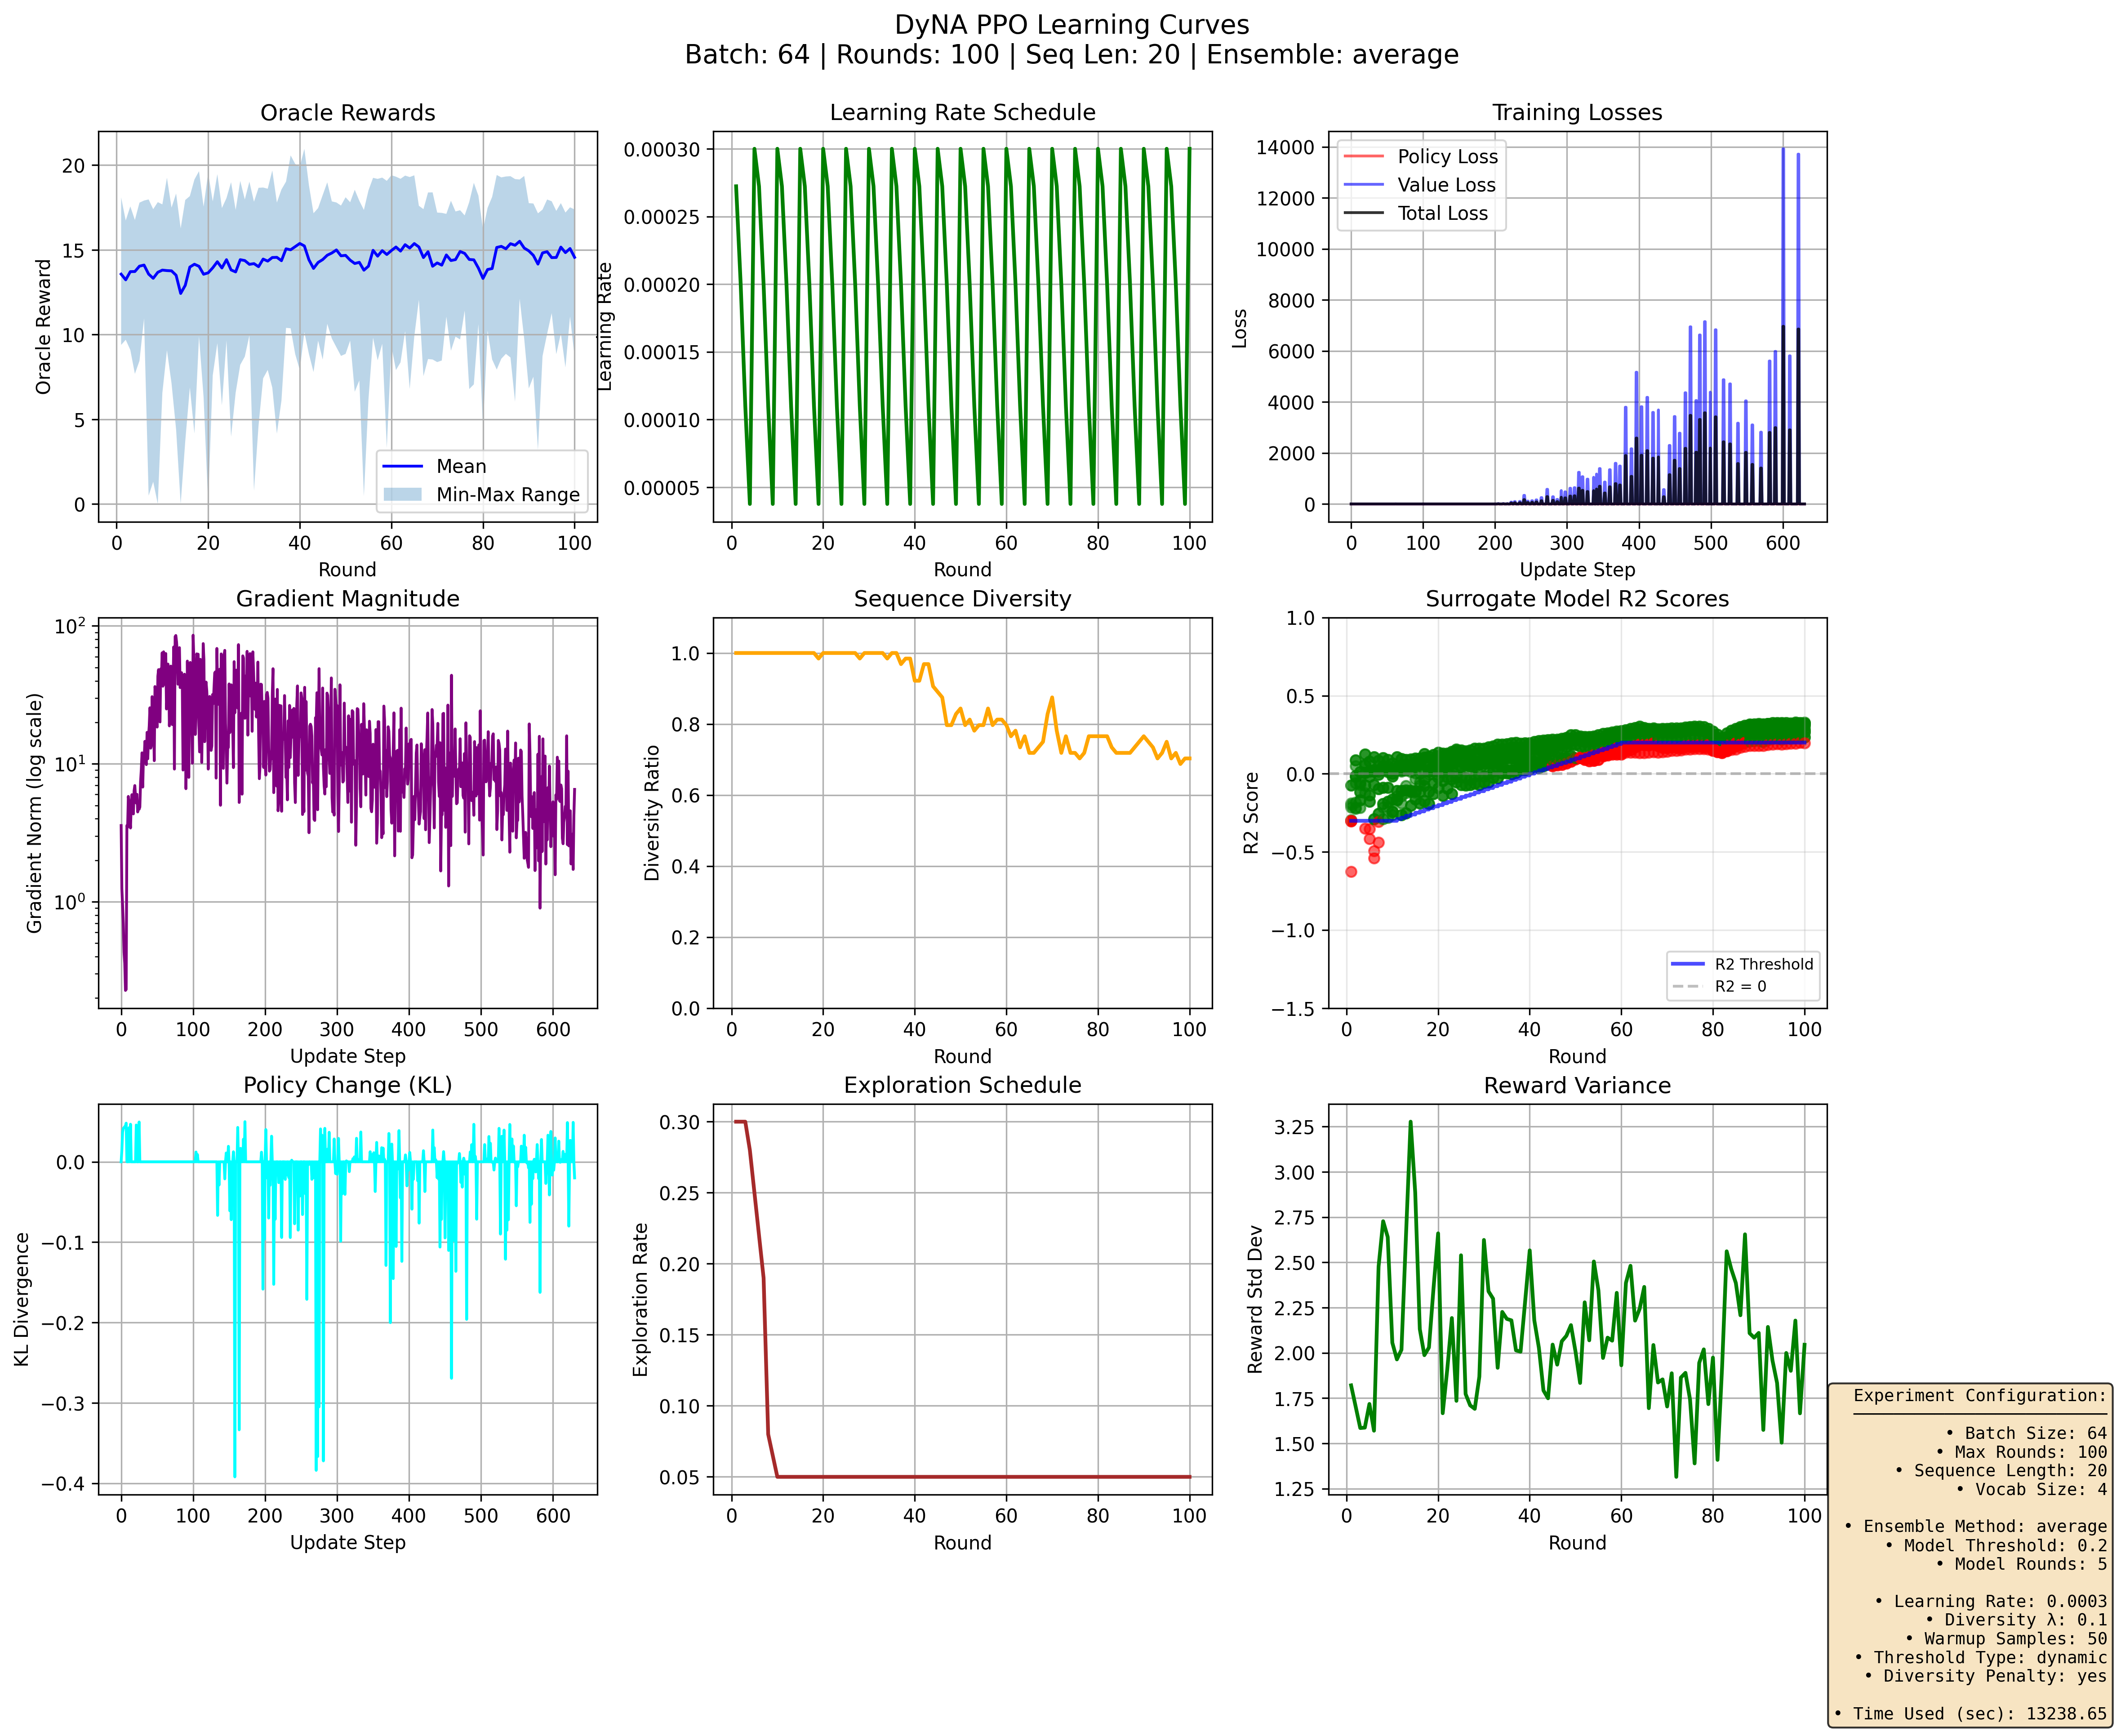 DyNA PPO Learning Curves
Batch: 64 | Rounds: 100 | Seq Len: 20 | Ensemble: average
Oracle Rewards
Oracle Reward
20
15
10
5
0
Mean
Min-Max Range
0 20 40 60 80 100
Round
Learning Rate Schedule
Learning Rate
0.00030
0.00025
0.00020
0.00015
0.00010
0.00005
0 20 40 60 80 100
Round
Training Losses
Loss
14000
12000
10000
8000
6000
4000
2000
0
Policy Loss
Value Loss
Total Loss
0 100 200 300 400 500 600
Update Step
Gradient Magnitude
Gradient Norm (log scale)
10²
10¹
10⁰
0 100 200 300 400 500 600
Update Step
Sequence Diversity
Diversity Ratio
1.0
0.8
0.6
0.4
0.2
0.0
0 20 40 60 80 100
Round
Surrogate Model R2 Scores
R2 Score
1.0
0.5
0.0
−0.5
−1.0
−1.5
R2 Threshold
R2 = 0
0 20 40 60 80 100
Round
Policy Change (KL)
KL Divergence
0.0
−0.1
−0.2
−0.3
−0.4
0 100 200 300 400 500 600
Update Step
Exploration Schedule
Exploration Rate
0.30
0.25
0.20
0.15
0.10
0.05
0 20 40 60 80 100
Round
Reward Variance
Reward Std Dev
3.25
3.00
2.75
2.50
2.25
2.00
1.75
1.50
1.25
0 20 40 60 80 100
Round
Experiment Configuration:
• Batch Size: 64
• Max Rounds: 100
• Sequence Length: 20
• Vocab Size: 4
• Ensemble Method: average
• Model Threshold: 0.2
• Model Rounds: 5
• Learning Rate: 0.0003
• Diversity λ: 0.1
• Warmup Samples: 50
• Threshold Type: dynamic
• Diversity Penalty: yes
• Time Used (sec): 13238.65